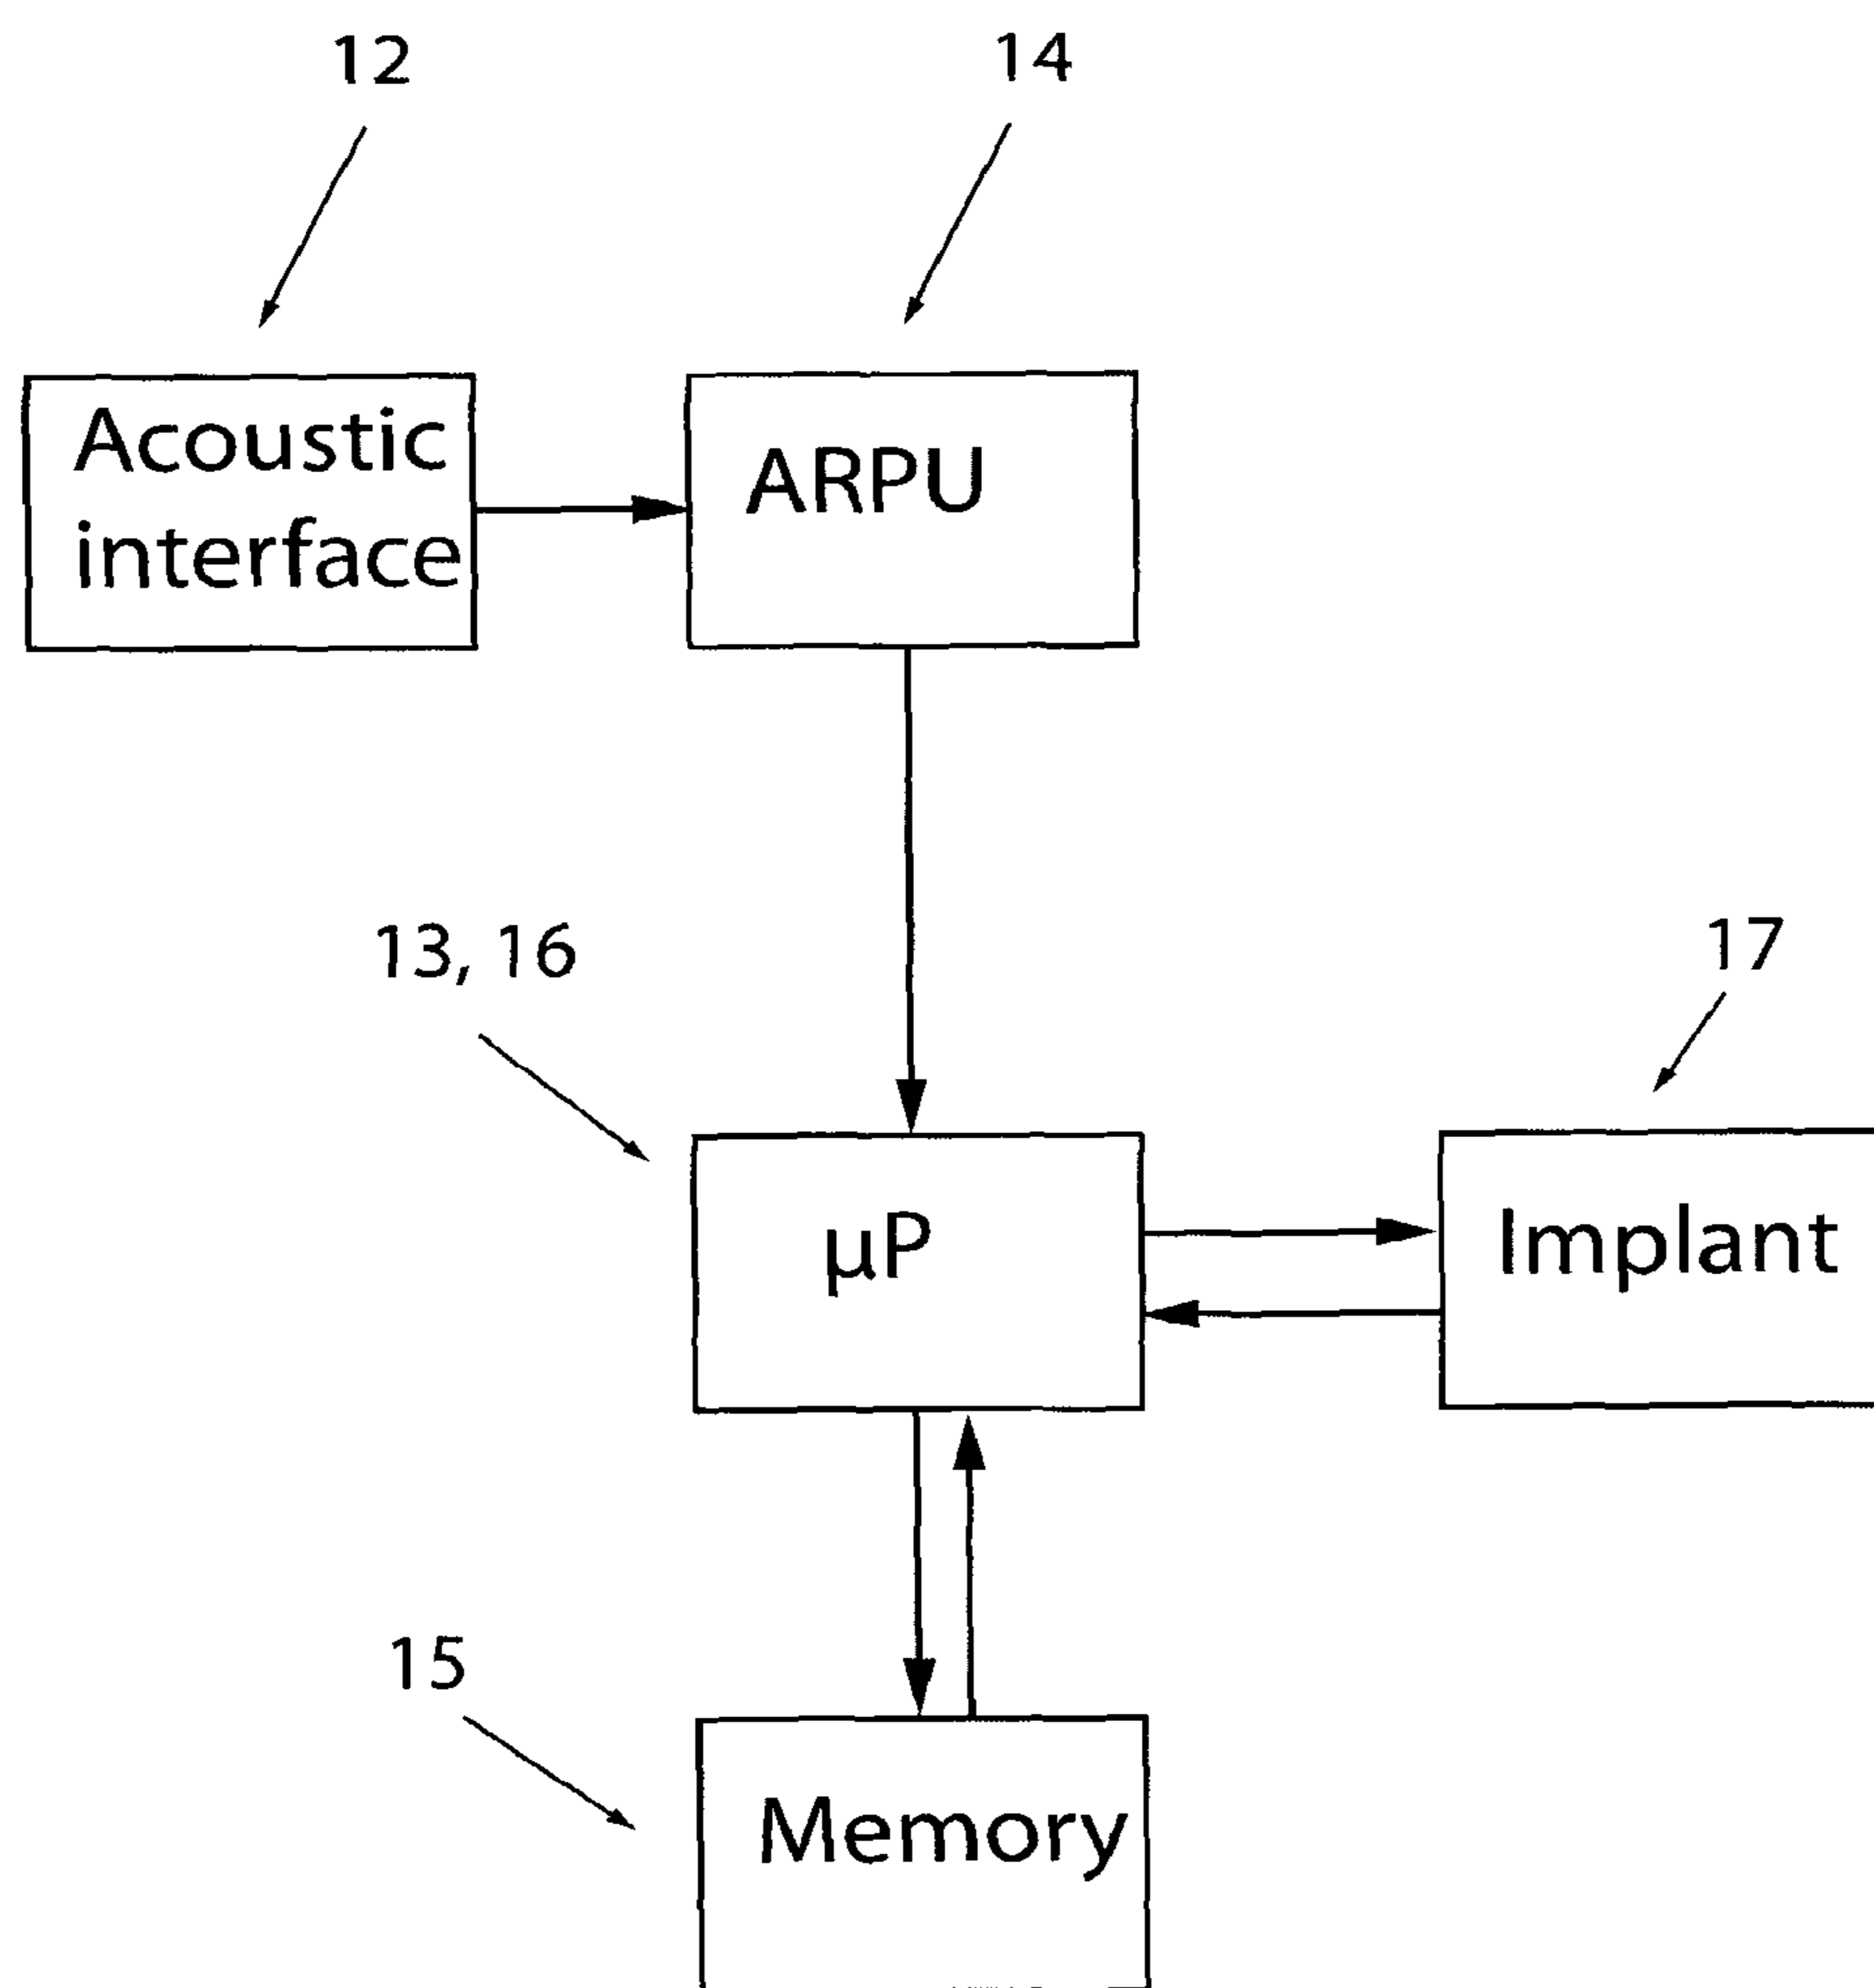 12
14
Acoustic
interface
ARPU
13, 16
17
µP
Implant
15
Memory